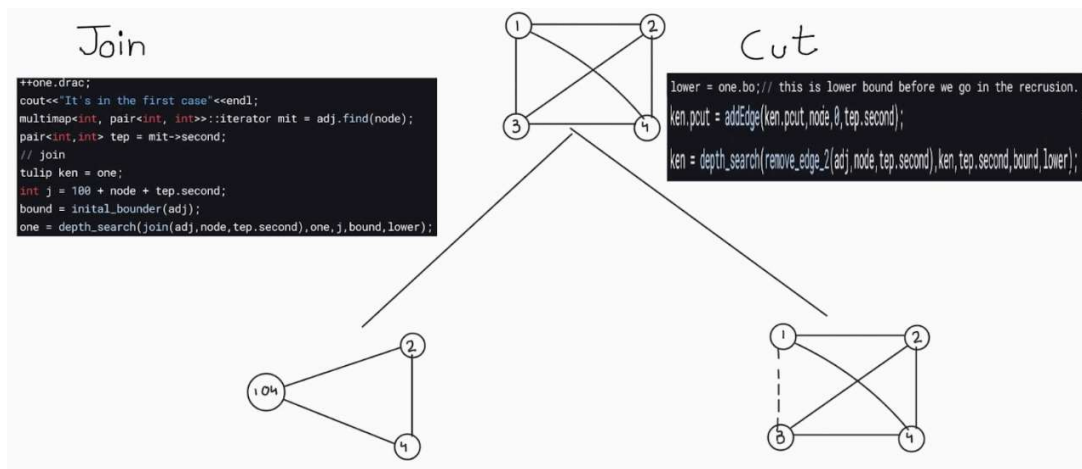 Join
++one.drac;
cout<<"It's in the first case"<<endl;
multimap<int, pair<int, int>>::iterator mit = adj.find(node);
pair<int,int> tep = mit->second;
// join
tulip ken = one;
int j = 100 + node + tep.second;
bound = inital_bounder(adj);
one = depth_search(join(adj,node,tep.second),one,j,bound,lower);
1
2
3
4
Cut
lower = one.bo;// this is lower bound before we go in the recrusion.
ken.pcut = addEdge(ken.pcut,node,0,tep.second);
ken = depth_search(remove_edge_2(adj,node,tep.second),ken,tep.second,bound,lower);
104
2
4
1
2
3
4